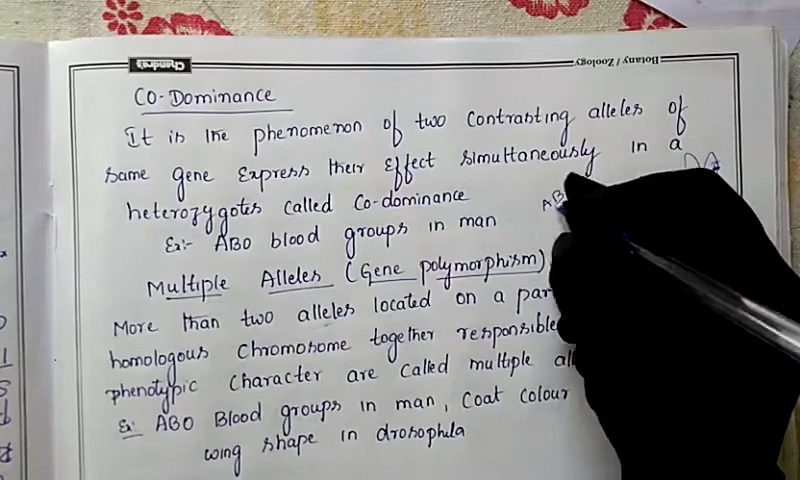 Botany / Zoology
Chandra's
Co-Dominance
It is the phenomenon of two contrasting alleles of
same gene express their effect simultaneously in a
heterozygotes called Co-dominance
Ex:- ABO blood groups in man
AB
Multiple Alleles (Gene polymorphism)
More than two alleles located on a
homologous Chromosome together responsible
phenotypic character are called multiple
Ex: ABO Blood groups in man, Coat colour
wing shape in drosophila